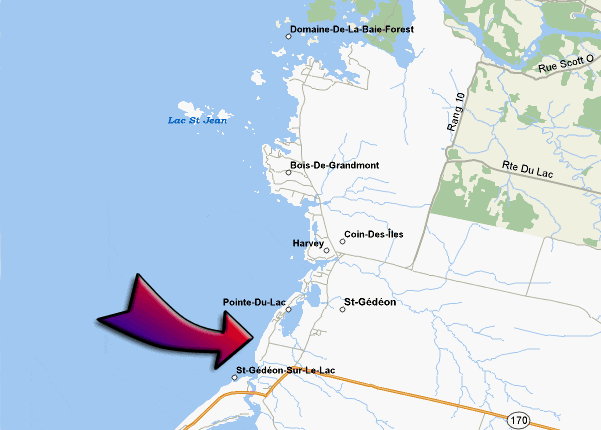 Domaine-De-La-Baie-Forest
Rue Scott O
Rang 10
Lac St Jean
Bois-De-Grandmont
Rte Du Lac
Coin-Des-Îles
Harvey
Pointe-Du-Lac
St-Gédéon
St-Gédéon-Sur-Le-Lac
170